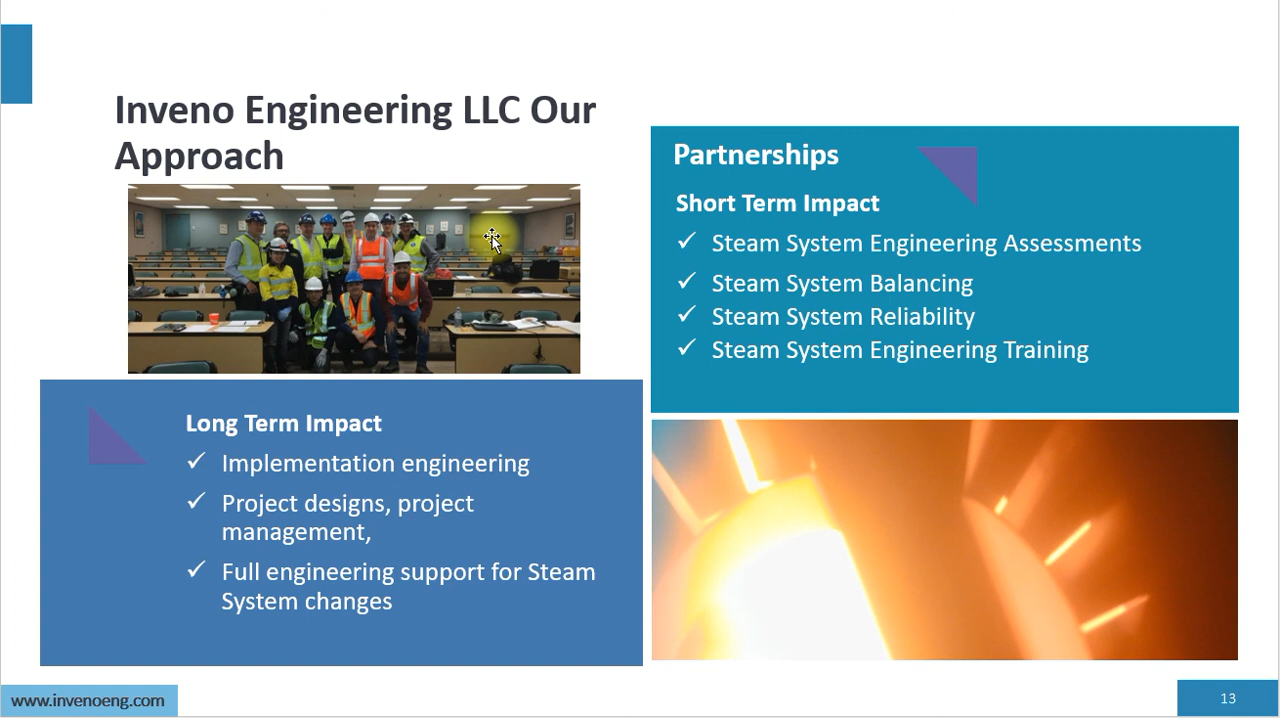 Inveno Engineering LLC Our
Approach
Partnerships
Short Term Impact
✓ Steam System Engineering Assessments
✓ Steam System Balancing
✓ Steam System Reliability
✓ Steam System Engineering Training
Long Term Impact
✓ Implementation engineering
✓ Project designs, project
management,
✓ Full engineering support for Steam
System changes
www.invenoeng.com
13